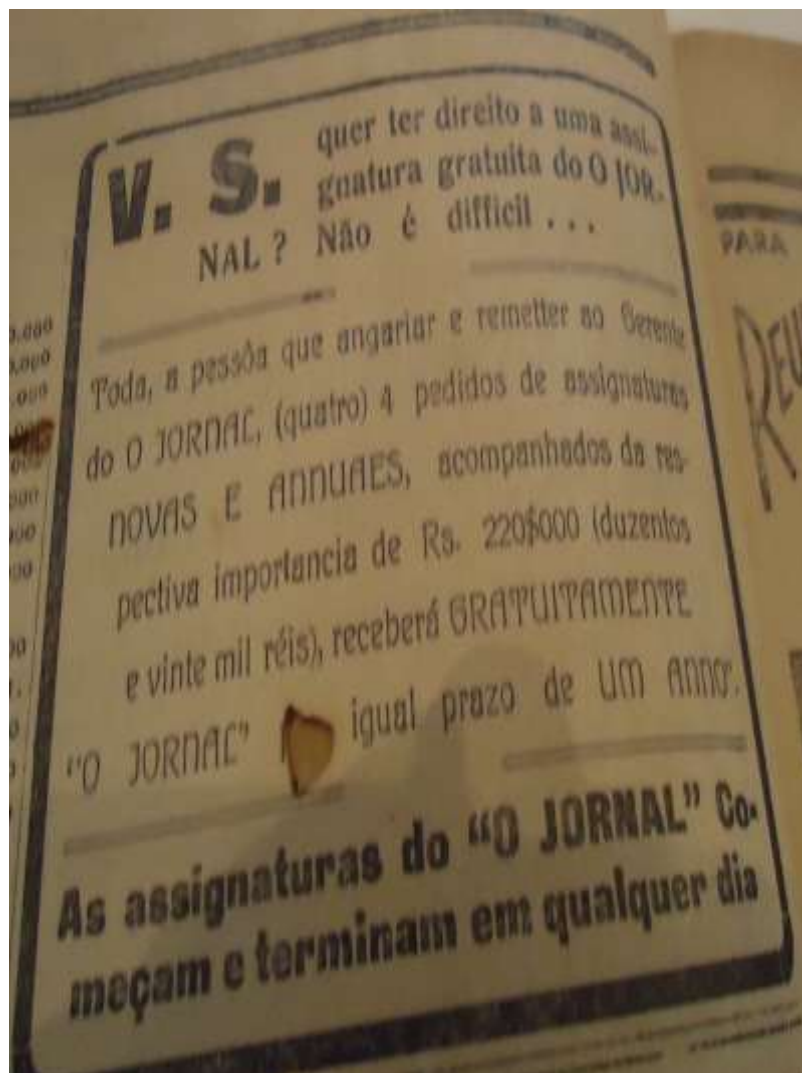 V. S. quer ter direito a uma assi-
gnatura gratuita do O JOR-
NAL ? Não é difficil . . .
Toda, a pessôa que angariar e remetter ao Gerente
do O JORNAL, (quatro) 4 pedidos de assignaturas
NOVAS E ANNUAES, acompanhados da res-
pectiva importancia de Rs. 220$000 (duzentos
e vinte mil réis), receberá GRATUITAMENTE
"O JORNAL" igual prazo de UM ANNO.
As assignaturas do "O JORNAL" Co-
meçam e terminam em qualquer dia
PARA
REU